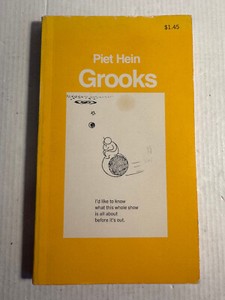 $1.45
Piet Hein
Grooks
I'd like to know
what this whole show
is all about
before it's out.